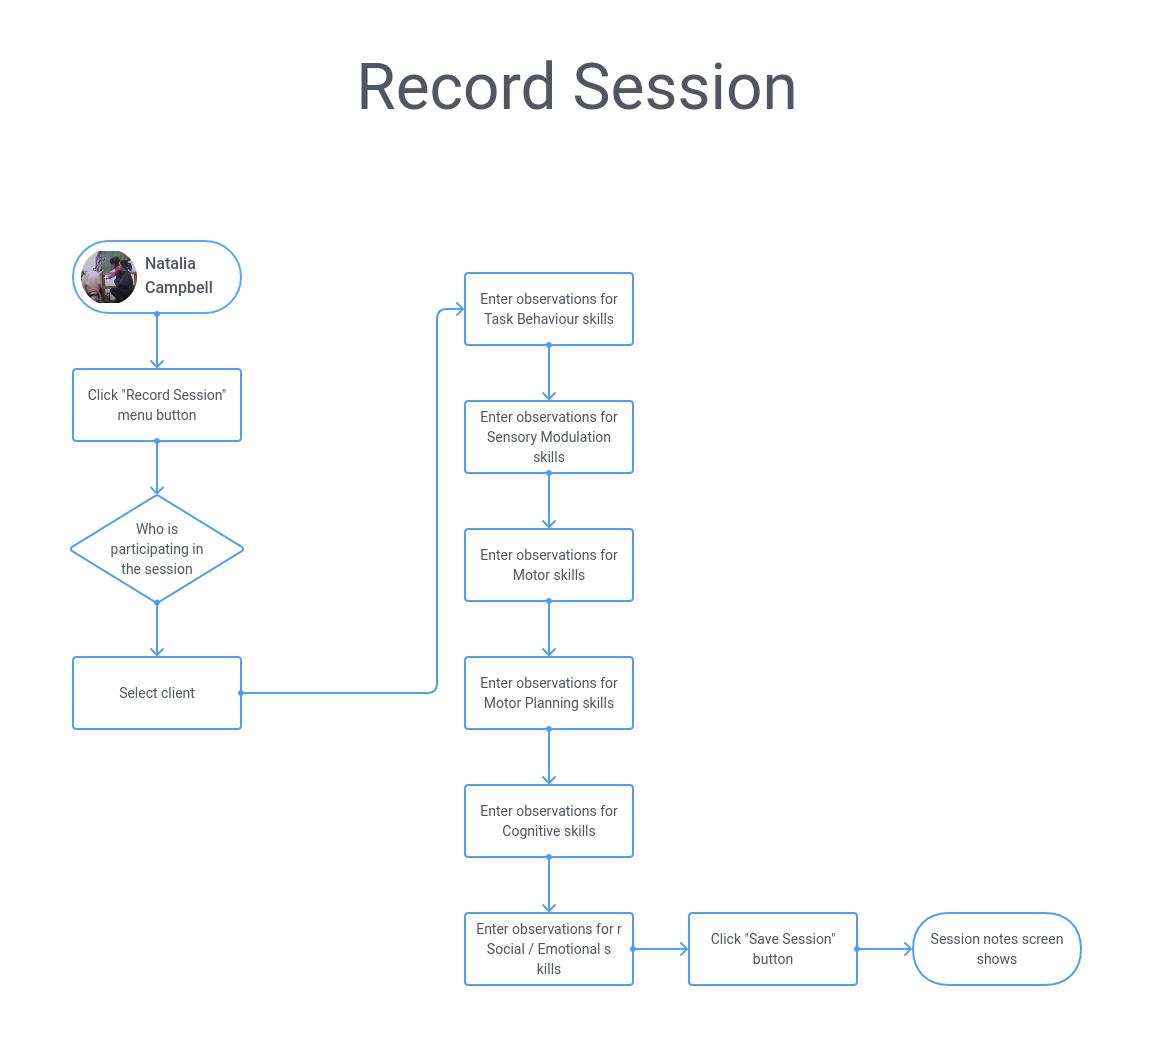 Record Session
Natalia
Campbell
Click "Record Session"
menu button
Who is
participating in
the session
Select client
Enter observations for
Task Behaviour skills
Enter observations for
Sensory Modulation
skills
Enter observations for
Motor skills
Enter observations for
Motor Planning skills
Enter observations for
Cognitive skills
Enter observations for r
Social / Emotional s
kills
Click "Save Session"
button
Session notes screen
shows